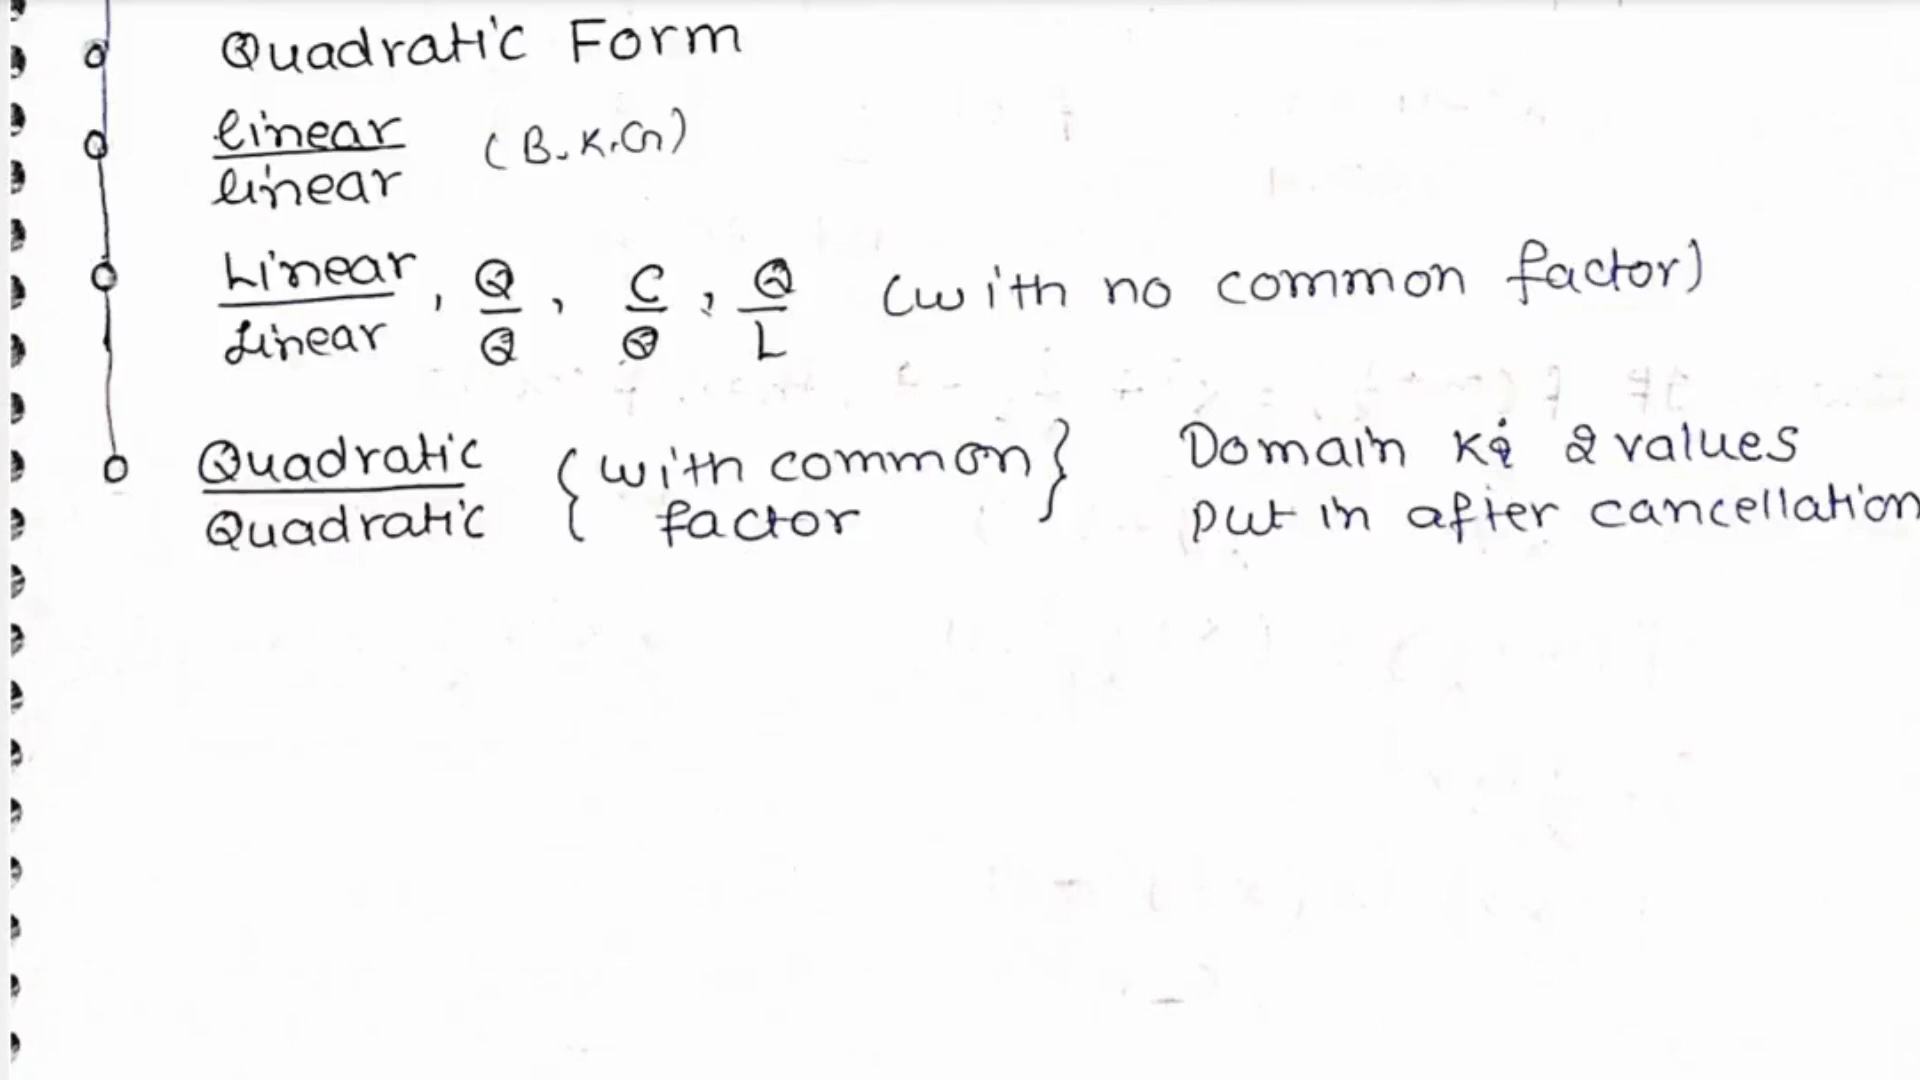 Quadratic Form
linear / linear (B.K.G)
Linear / Linear , Q/Q , C/Q , Q/L (with no common factor)
Quadratic / Quadratic { with common factor } Domain ki 2 values put in after cancellation